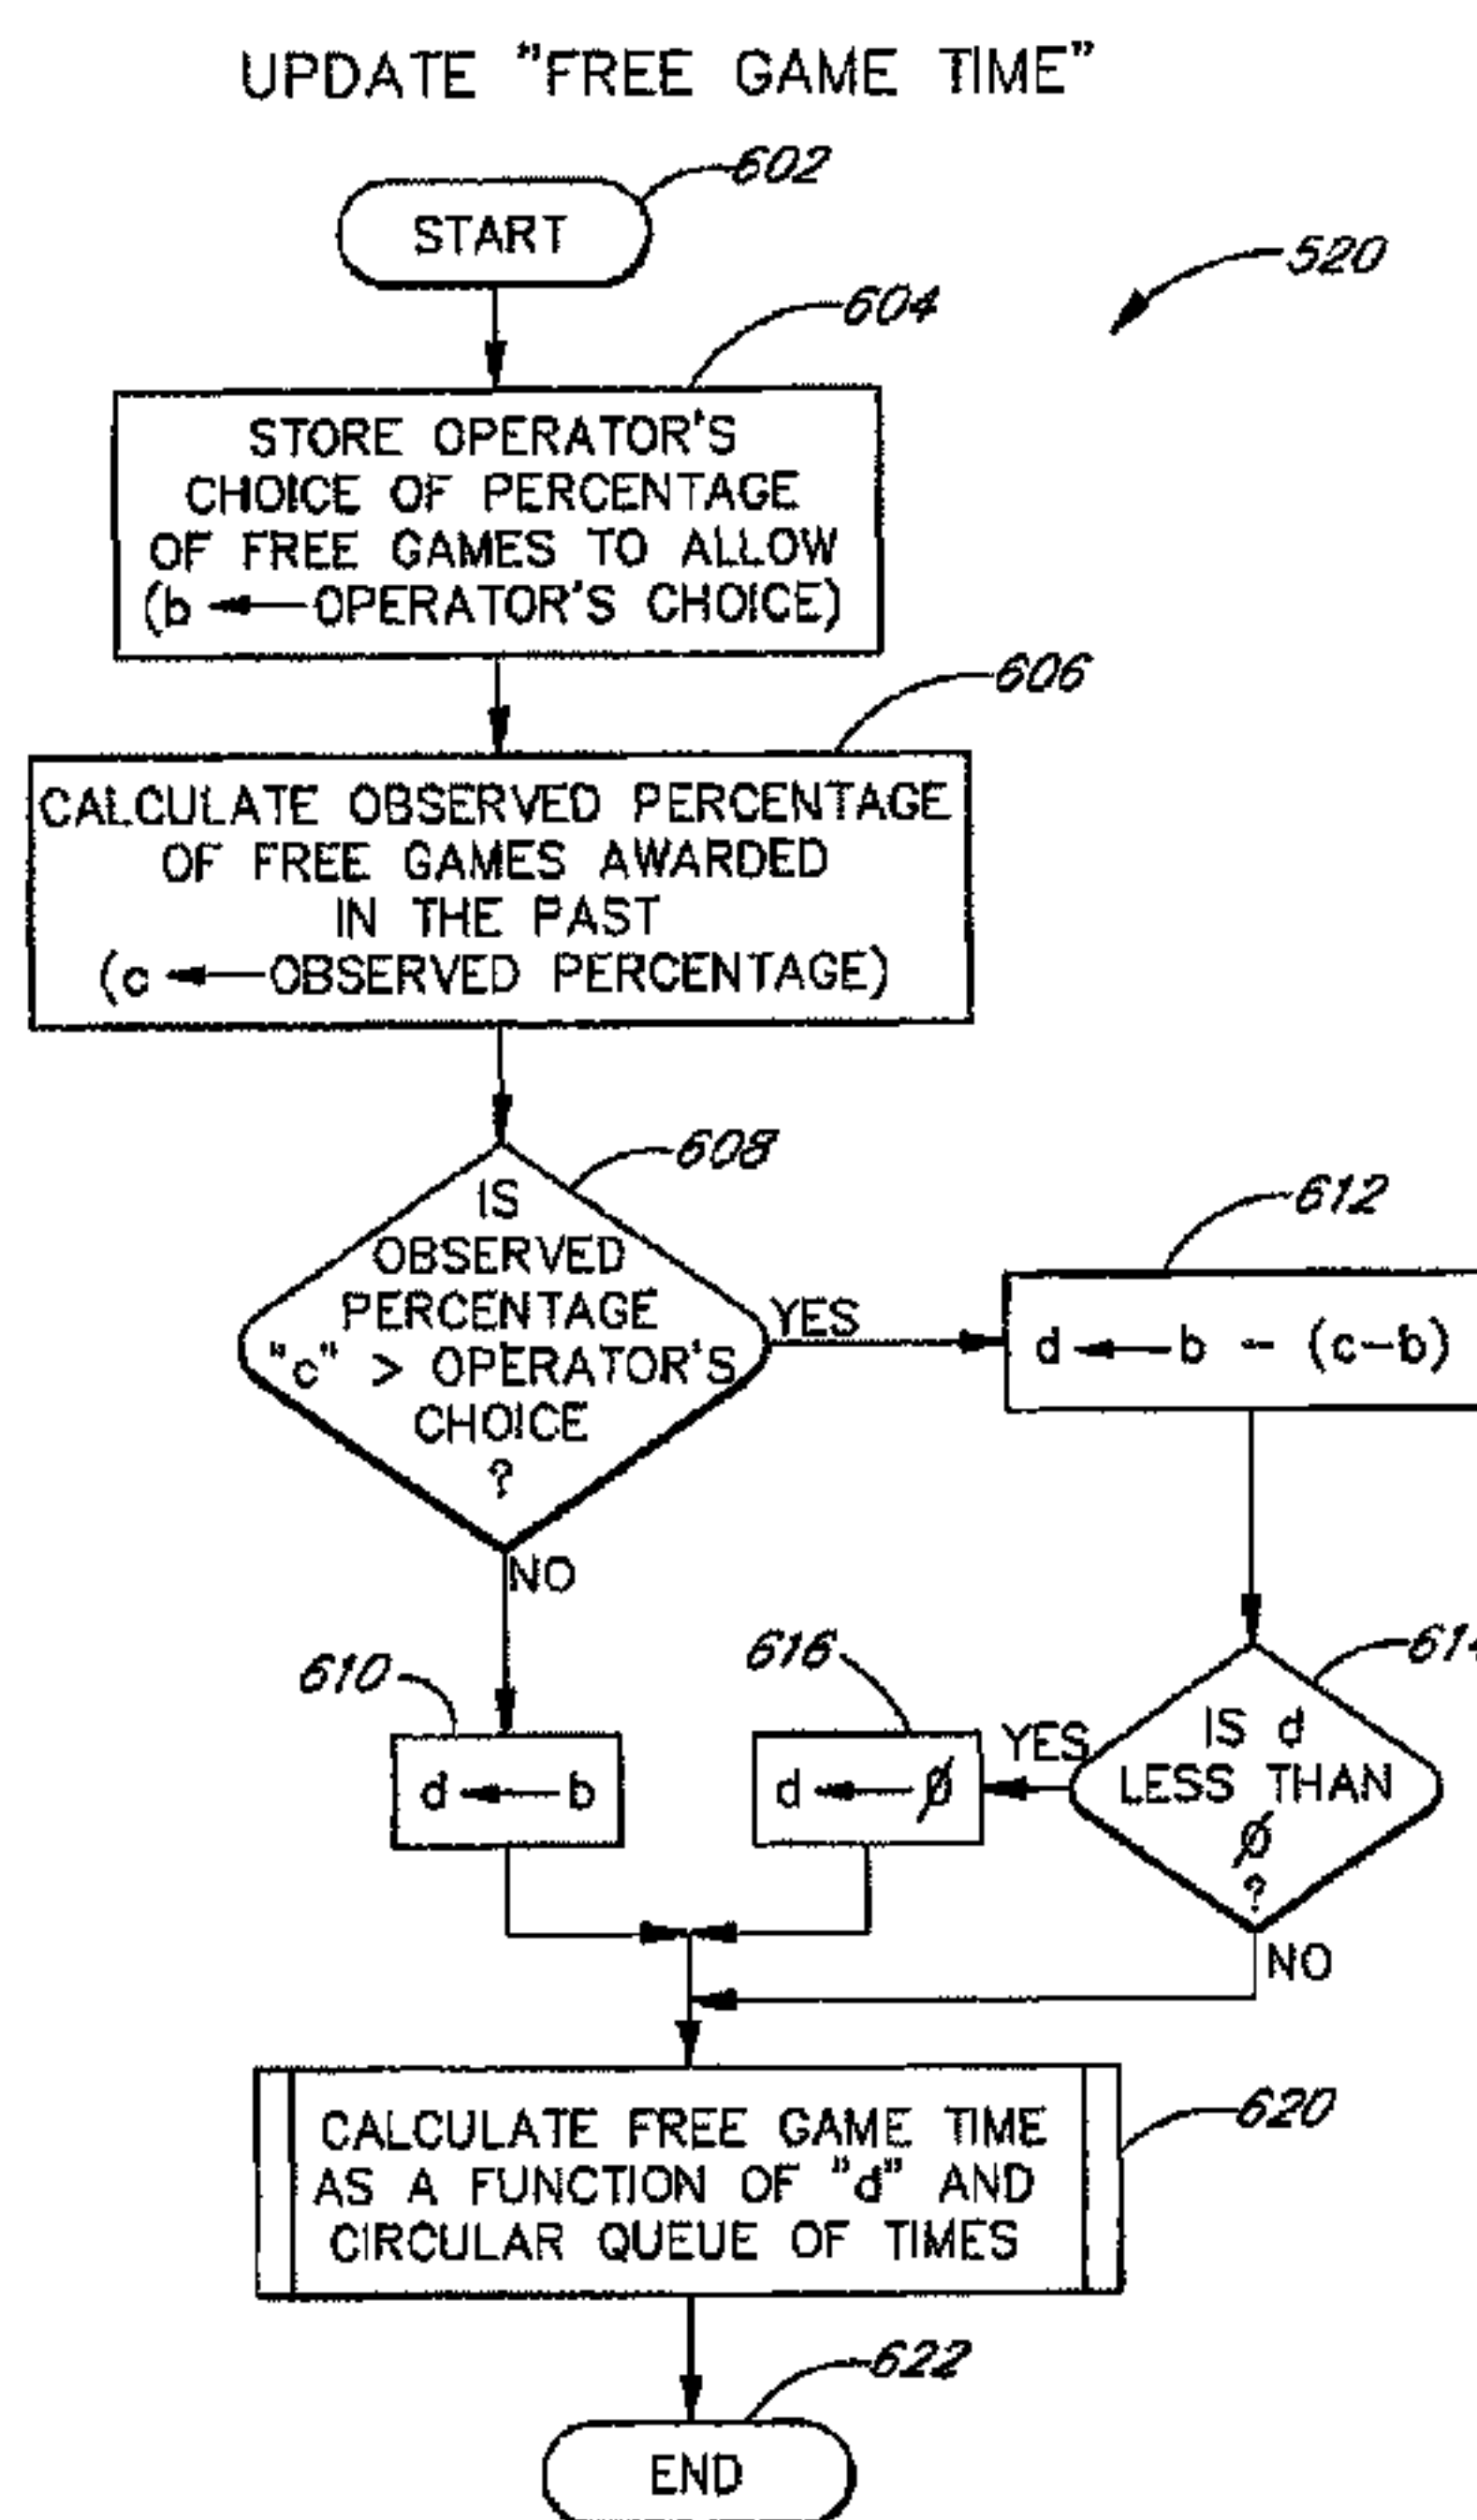 UPDATE "FREE GAME TIME"
602
START
520
604
STORE OPERATOR'S
CHOICE OF PERCENTAGE
OF FREE GAMES TO ALLOW
(b ← OPERATOR'S CHOICE)
606
CALCULATE OBSERVED PERCENTAGE
OF FREE GAMES AWARDED
IN THE PAST
(c ← OBSERVED PERCENTAGE)
608
IS
OBSERVED
PERCENTAGE
"c" > OPERATOR'S
CHOICE
?
YES
612
d ← b - (c-b)
NO
610
d ← b
616
d ← Ø
YES
614
IS d
LESS THAN
Ø
?
NO
620
CALCULATE FREE GAME TIME
AS A FUNCTION OF "d" AND
CIRCULAR QUEUE OF TIMES
622
END